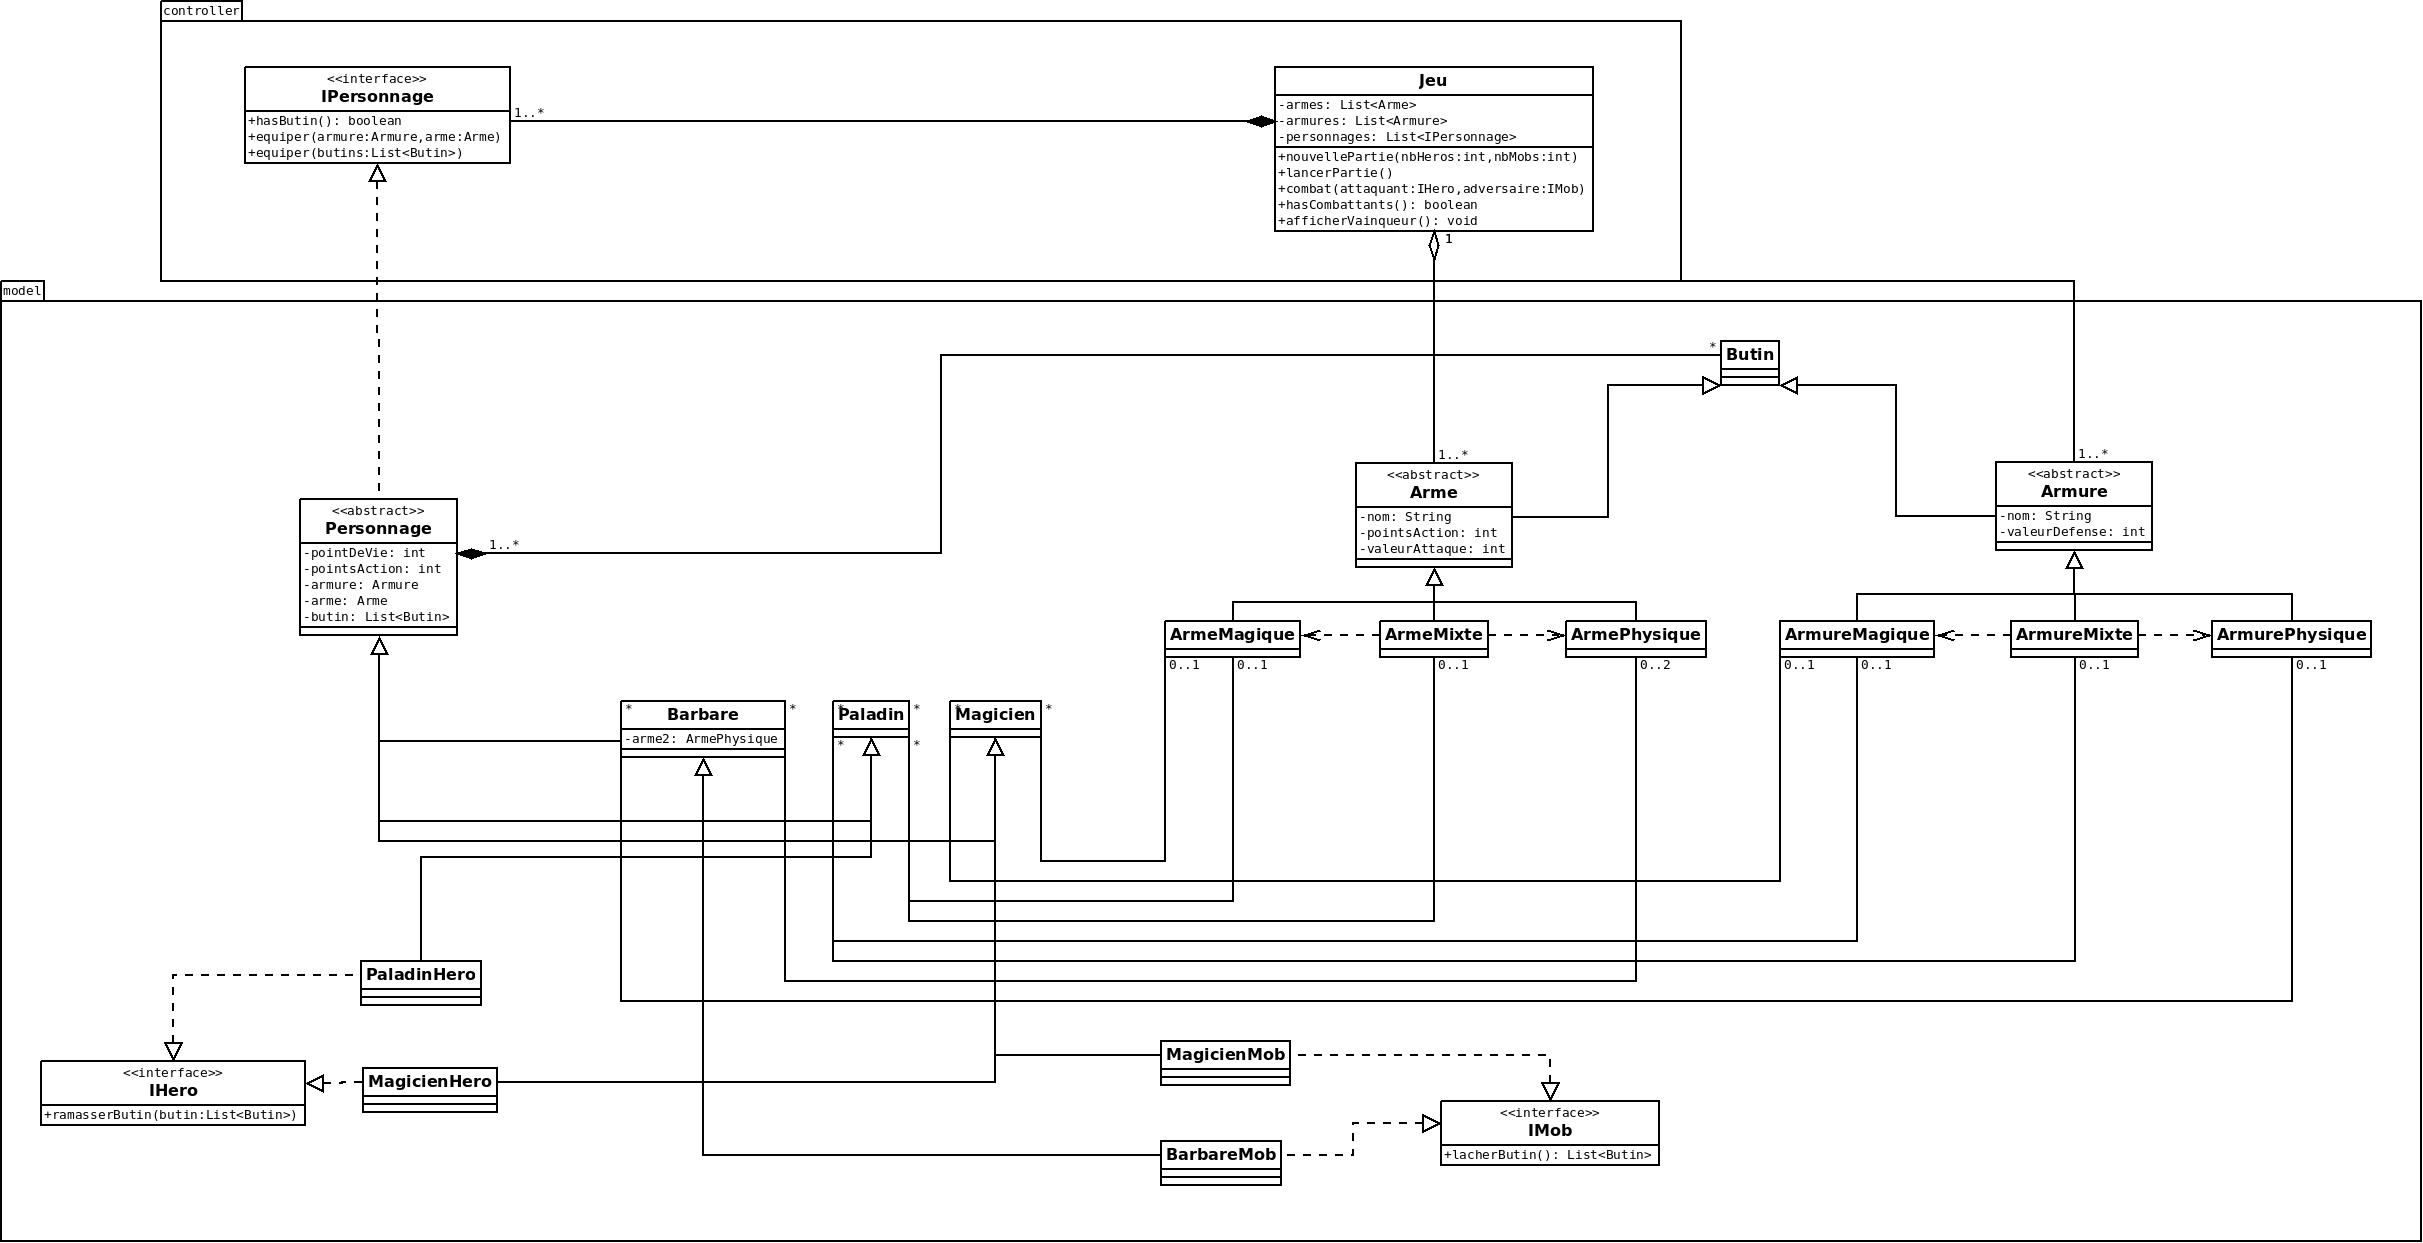 controller
<<interface>>
IPersonnage
+hasButin(): boolean
+equiper(armure:Armure,arme:Arme)
+equiper(butins:List<Butin>)
1..*
Jeu
-armes: List<Arme>
-armures: List<Armure>
-personnages: List<IPersonnage>
+nouvellePartie(nbHeros:int,nbMobs:int)
+lancerPartie()
+combat(attaquant:IHero,adversaire:IMob)
+hasCombattants(): boolean
+afficherVainqueur(): void
1
model
*
Butin
1..*
<<abstract>>
Arme
-nom: String
-pointsAction: int
-valeurAttaque: int
1..*
<<abstract>>
Armure
-nom: String
-valeurDefense: int
<<abstract>>
Personnage
-pointDeVie: int
-pointsAction: int
-armure: Armure
-arme: Arme
-butin: List<Butin>
1..*
ArmeMagique
0..1
0..1
ArmeMixte
0..1
ArmePhysique
0..2
ArmureMagique
0..1
0..1
ArmureMixte
0..1
ArmurePhysique
0..1
*
Barbare
*
-arme2: ArmePhysique
*
Paladin
*
*
*
*
Magicien
*
PaladinHero
<<interface>>
IHero
+ramasserButin(butin:List<Butin>)
MagicienHero
MagicienMob
BarbareMob
<<interface>>
IMob
+lacherButin(): List<Butin>